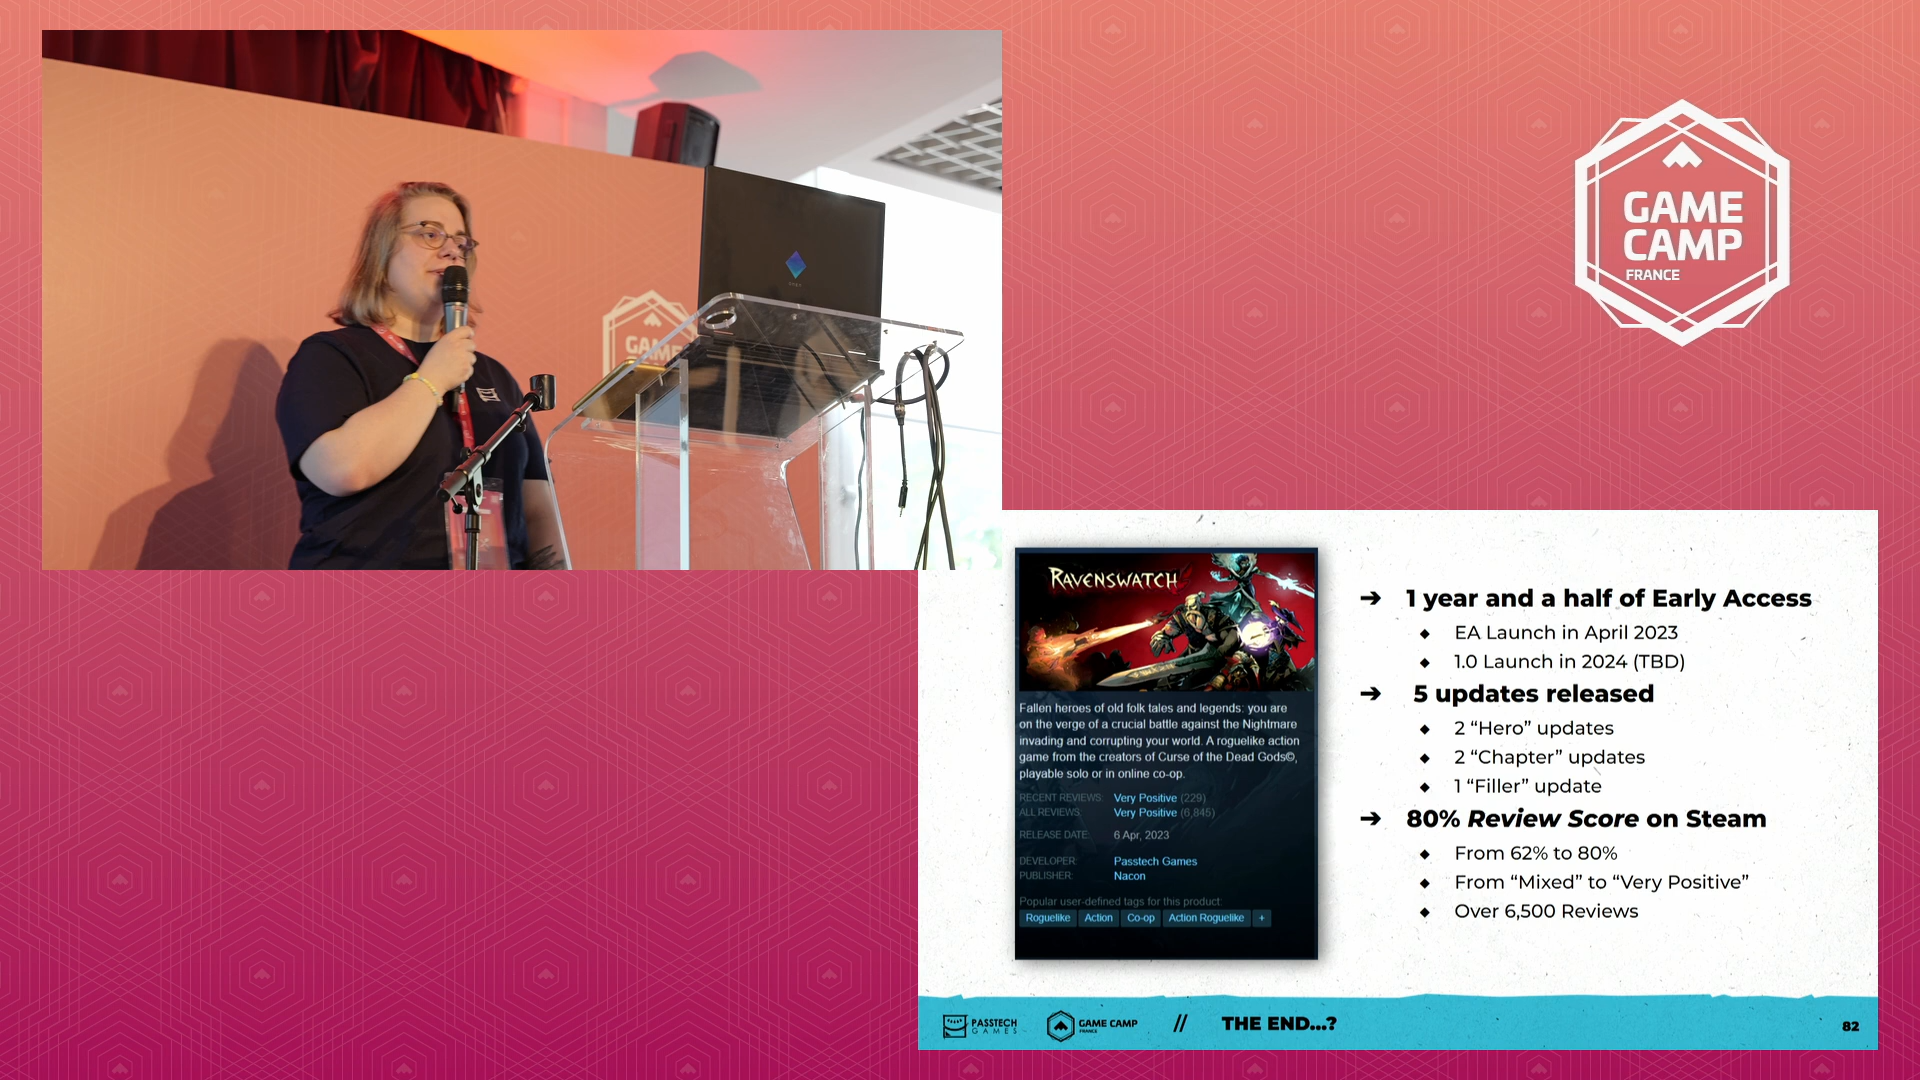 GAME
CAMP
FRANCE
GAME
RAVENSWATCH
Fallen heroes of old folk tales and legends: you are
on the verge of a crucial battle against the Nightmare
invading and corrupting your world. A roguelike action
game from the creators of Curse of the Dead Gods©,
playable solo or in online co-op.
RECENT REVIEWS: Very Positive (229)
ALL REVIEWS: Very Positive (6,845)
RELEASE DATE: 6 Apr, 2023
DEVELOPER: Passtech Games
PUBLISHER: Nacon
Popular user-defined tags for this product:
Roguelike Action Co-op Action Roguelike +
➔ 1 year and a half of Early Access
◆ EA Launch in April 2023
◆ 1.0 Launch in 2024 (TBD)
➔ 5 updates released
◆ 2 “Hero” updates
◆ 2 “Chapter” updates
◆ 1 “Filler” update
➔ 80% Review Score on Steam
◆ From 62% to 80%
◆ From “Mixed” to “Very Positive”
◆ Over 6,500 Reviews
PASSTECH
GAMES
GAME CAMP
FRANCE
// THE END...?
82